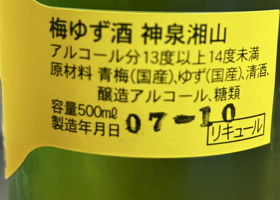 梅ゆず酒 神泉湘山
アルコール分13度以上14度未満
原材料 青梅(国産)､ゆず(国産)､清酒､
醸造アルコール､糖類
容量500mℓ
製造年月日 07-10
リキュール